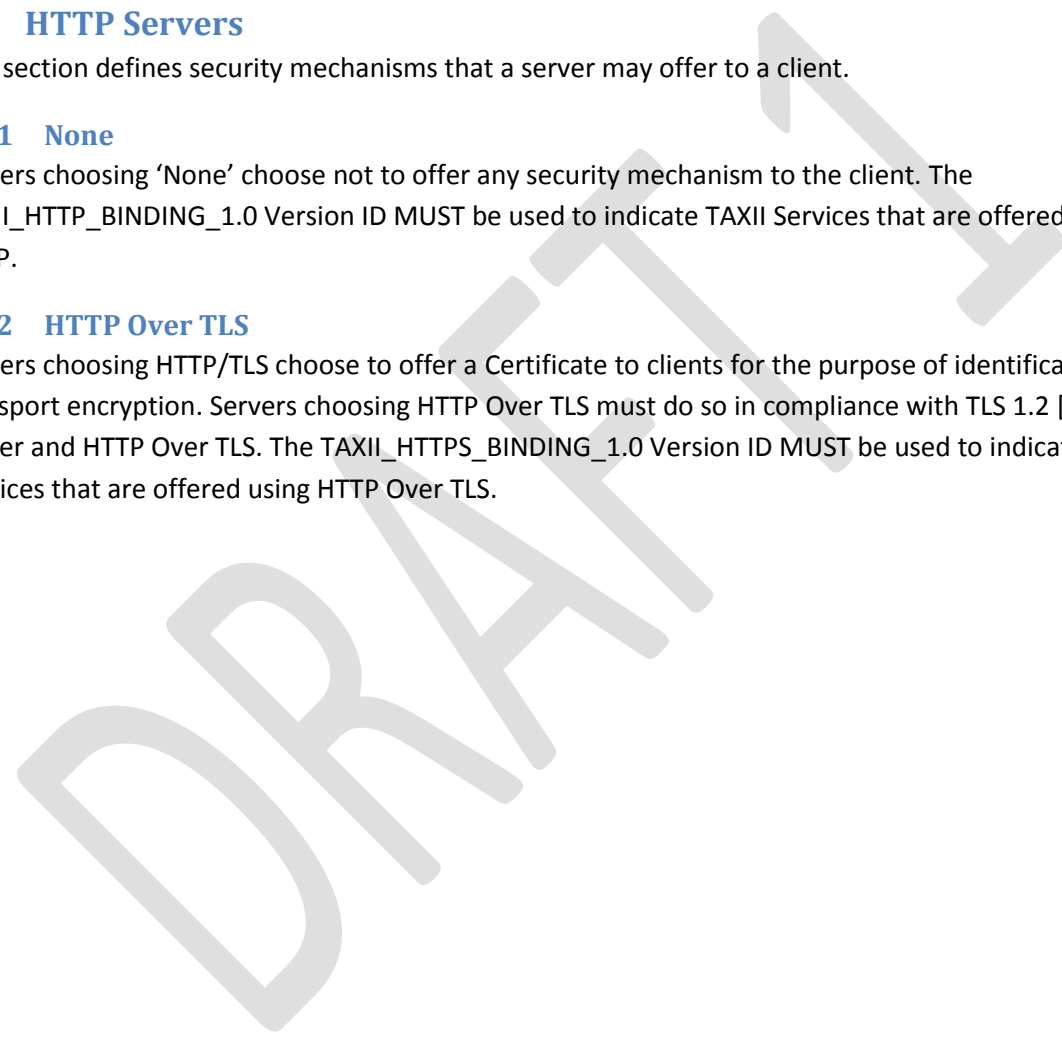 HTTP Servers
section defines security mechanisms that a server may offer to a client.
1 None
ers choosing ‘None’ choose not to offer any security mechanism to the client. The
I_HTTP_BINDING_1.0 Version ID MUST be used to indicate TAXII Services that are offered
P.
2 HTTP Over TLS
ers choosing HTTP/TLS choose to offer a Certificate to clients for the purpose of identifica
sport encryption. Servers choosing HTTP Over TLS must do so in compliance with TLS 1.2 [
er and HTTP Over TLS. The TAXII_HTTPS_BINDING_1.0 Version ID MUST be used to indicat
ices that are offered using HTTP Over TLS.
DRAFT 1